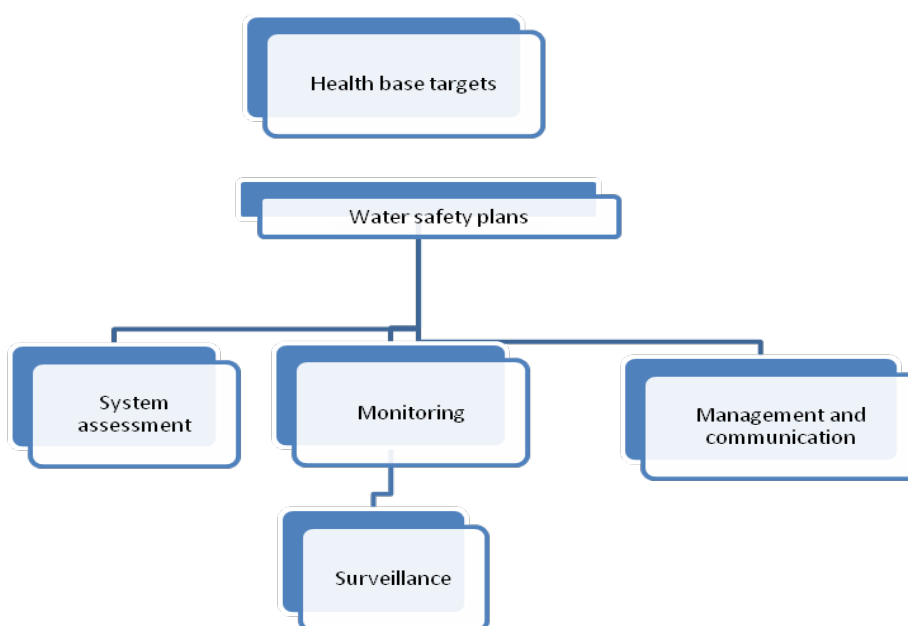 Health base targets
Water safety plans
System
assessment
Monitoring
Management and
communication
Surveillance